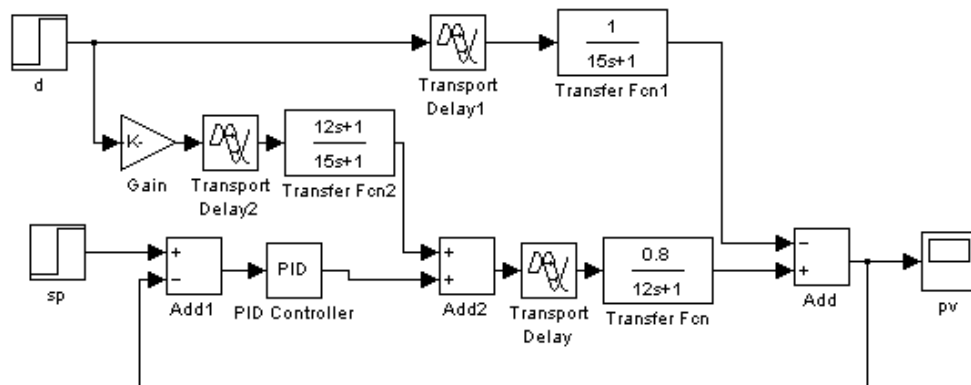 d
Transport
Delay1
1
15s+1
Transfer Fcn1
K-
Gain
Transport
Delay2
12s+1
15s+1
Transfer Fcn2
sp
+
−
Add1
PID
PID Controller
+
+
Add2
Transport
Delay
0.8
12s+1
Transfer Fcn
−
+
Add
pv